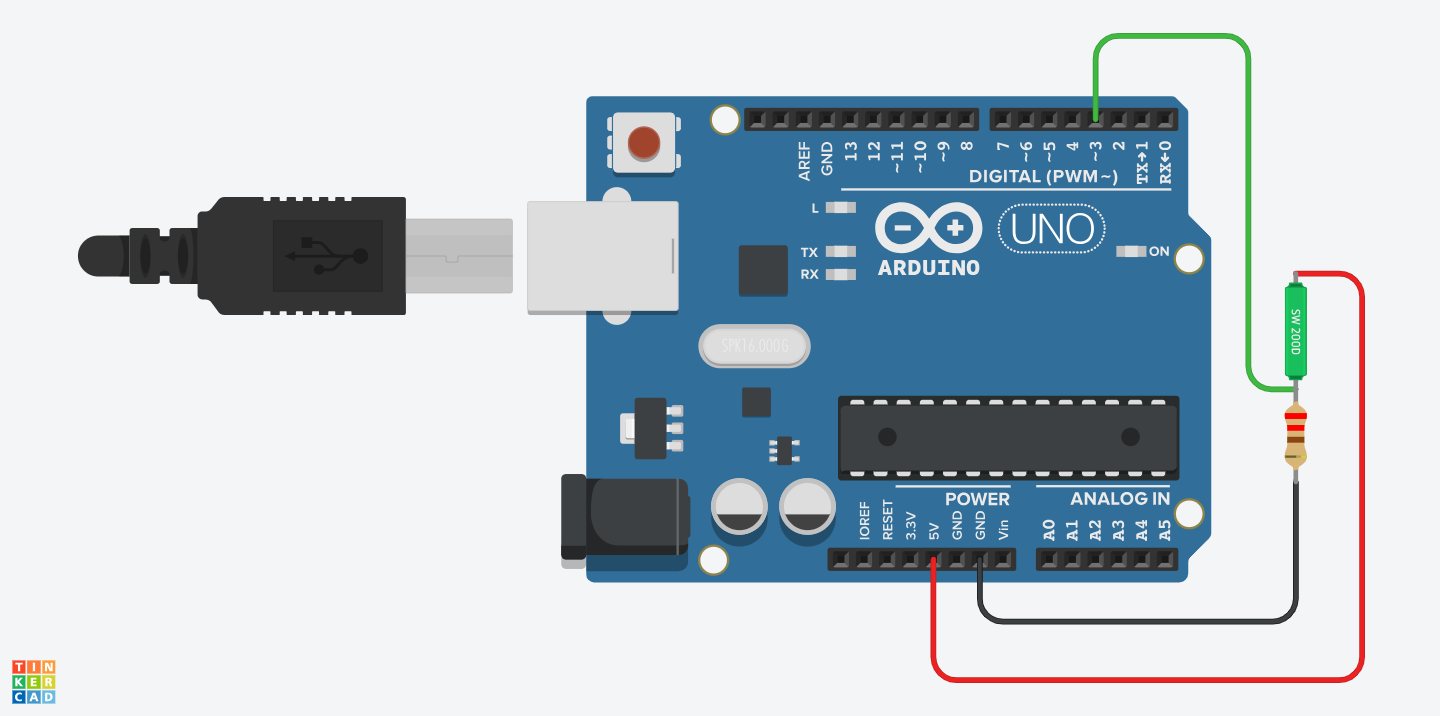 AREF
GND
13
12
~11
~10
~9
8
7
~6
~5
4
~3
2
TX→1
RX←0
DIGITAL (PWM~)
L
TX
RX
UNO
ARDUINO
ON
SW 200D
SPK16.000G
POWER
ANALOG IN
IOREF
RESET
3.3V
5V
GND
GND
Vin
A0
A1
A2
A3
A4
A5
TIN
KER
CAD